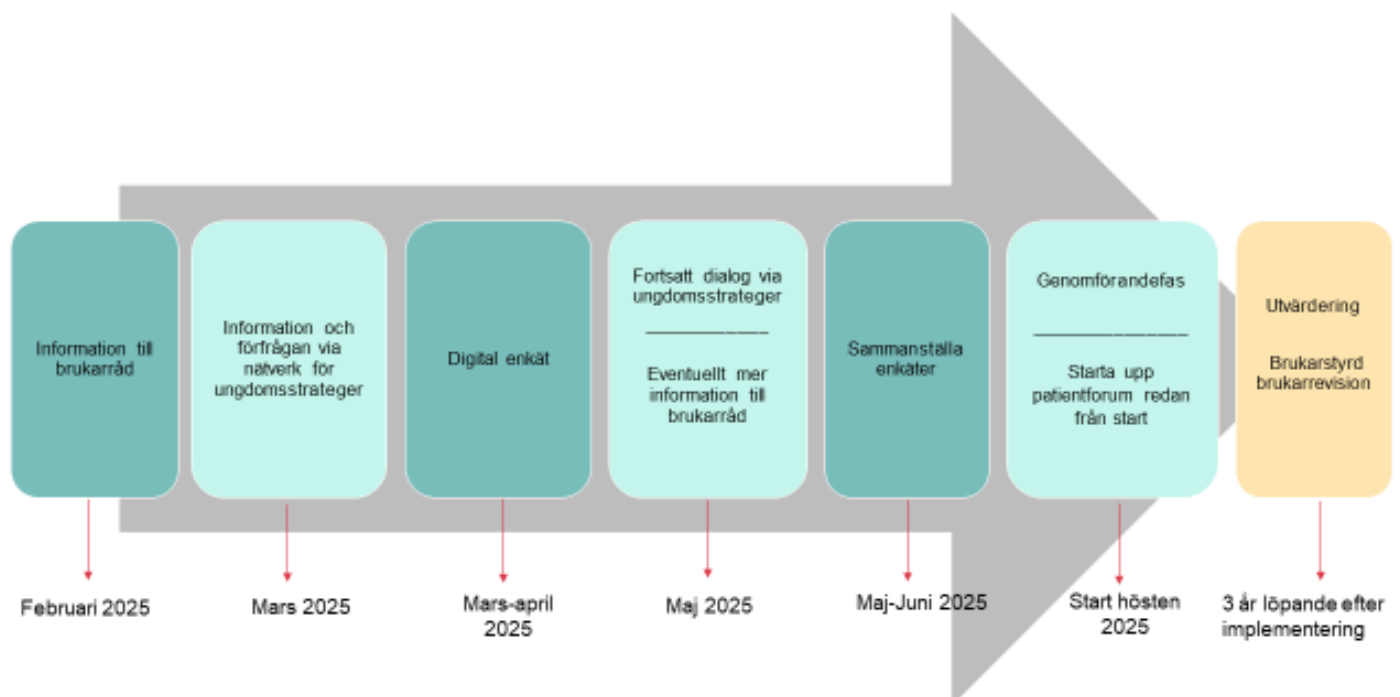 Information till
brukarråd
Information och
förfrågan via
nätverk för
ungdomsstrateger
Digital enkät
Fortsatt dialog via
ungdomsstrateger
Eventuellt mer
information till
brukarråd
Sammanställa
enkäter
Genomförandefas
Starta upp
patientforum redan
från start
Utvärdering
Brukarstyrd
brukarrevision
Februari 2025
Mars 2025
Mars-april
2025
Maj 2025
Maj-Juni 2025
Start hösten
2025
3 år löpande efter
implementering